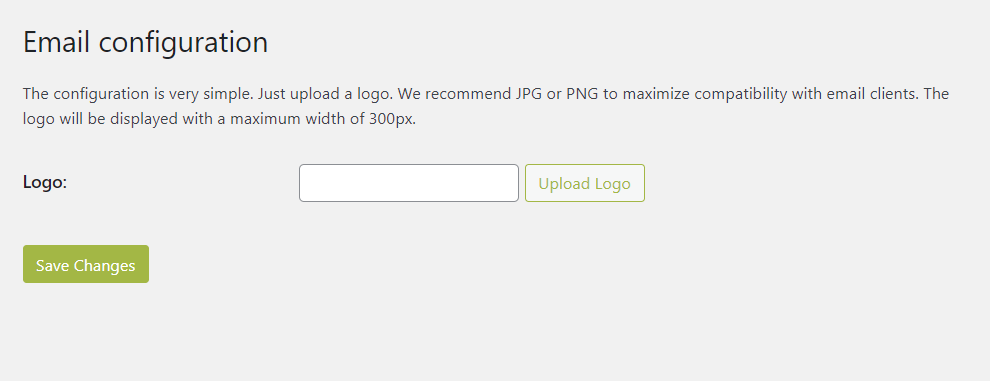 Email configuration
The configuration is very simple. Just upload a logo. We recommend JPG or PNG to maximize compatibility with email clients. The
logo will be displayed with a maximum width of 300px.
Logo:
Upload Logo
Save Changes